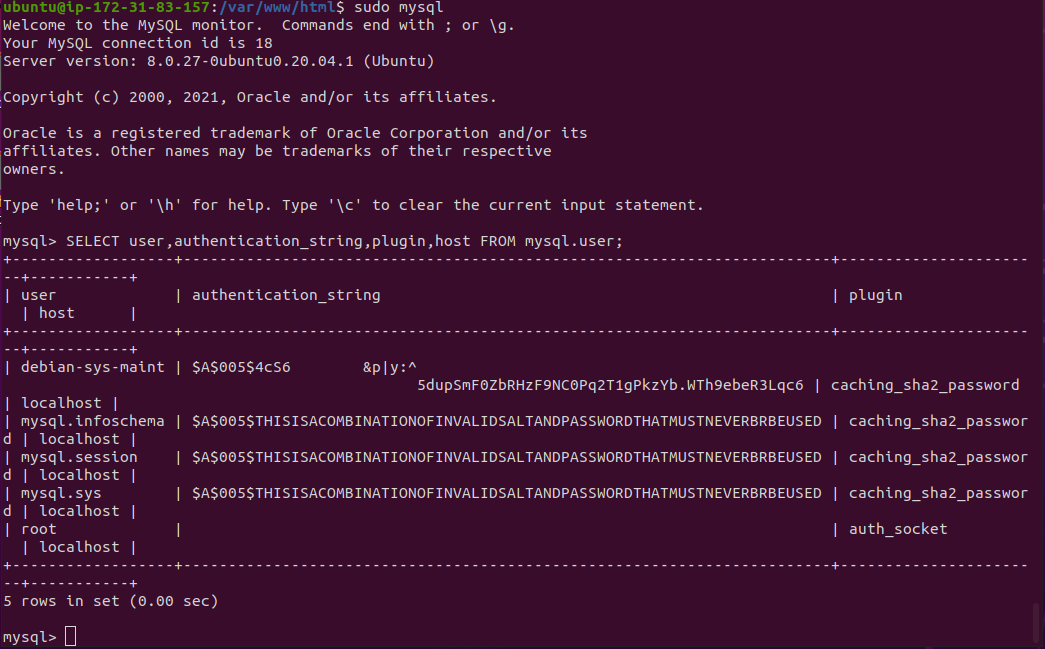 ubuntu@ip-172-31-83-157:/var/www/html$ sudo mysql
Welcome to the MySQL monitor.  Commands end with ; or \g.
Your MySQL connection id is 18
Server version: 8.0.27-0ubuntu0.20.04.1 (Ubuntu)

Copyright (c) 2000, 2021, Oracle and/or its affiliates.

Oracle is a registered trademark of Oracle Corporation and/or its
affiliates. Other names may be trademarks of their respective
owners.

Type 'help;' or '\h' for help. Type '\c' to clear the current input statement.

mysql> SELECT user,authentication_string,plugin,host FROM mysql.user;
+------------------+------------------------------------------------------------------------+---------------------
--+-----------+
| user             | authentication_string                                                  | plugin
  | host      |
+------------------+------------------------------------------------------------------------+---------------------
--+-----------+
| debian-sys-maint | $A$005$4cS6        &p|y:^
                                              5dupSmF0ZbRHzF9NC0Pq2T1gPkzYb.WTh9ebeR3Lqc6 | caching_sha2_password
| localhost |
| mysql.infoschema | $A$005$THISISACOMBINATIONOFINVALIDSALTANDPASSWORDTHATMUSTNEVERBRBEUSED | caching_sha2_passwor
d | localhost |
| mysql.session    | $A$005$THISISACOMBINATIONOFINVALIDSALTANDPASSWORDTHATMUSTNEVERBRBEUSED | caching_sha2_passwor
d | localhost |
| mysql.sys        | $A$005$THISISACOMBINATIONOFINVALIDSALTANDPASSWORDTHATMUSTNEVERBRBEUSED | caching_sha2_passwor
d | localhost |
| root             |                                                                        | auth_socket
  | localhost |
+------------------+------------------------------------------------------------------------+---------------------
--+-----------+
5 rows in set (0.00 sec)

mysql>